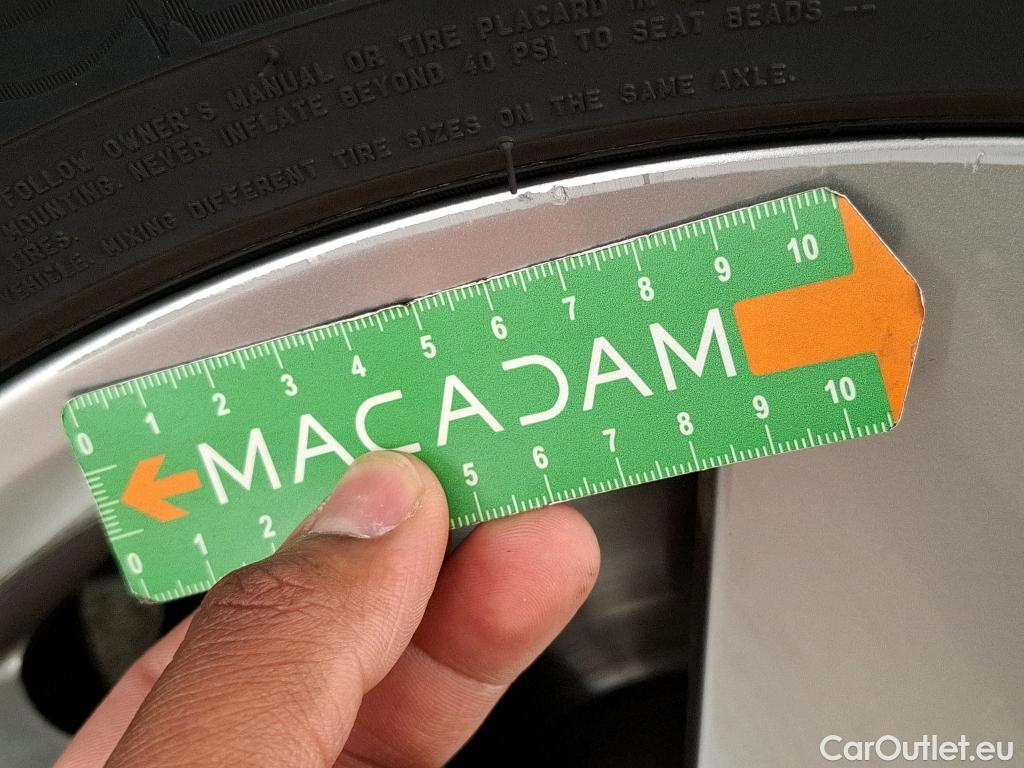 FOLLOW OWNER'S MANUAL OR TIRE PLACARD IN
MOUNTING. NEVER INFLATE BEYOND 40 PSI TO SEAT BEADS --
TIRES.
VEHICLE. MIXING DIFFERENT TIRE SIZES ON THE SAME AXLE.
0 1 2 3 4 5 6 7 8 9 10
MACADAM
0 1 2 5 6 7 8 9 10
CarOutlet.eu